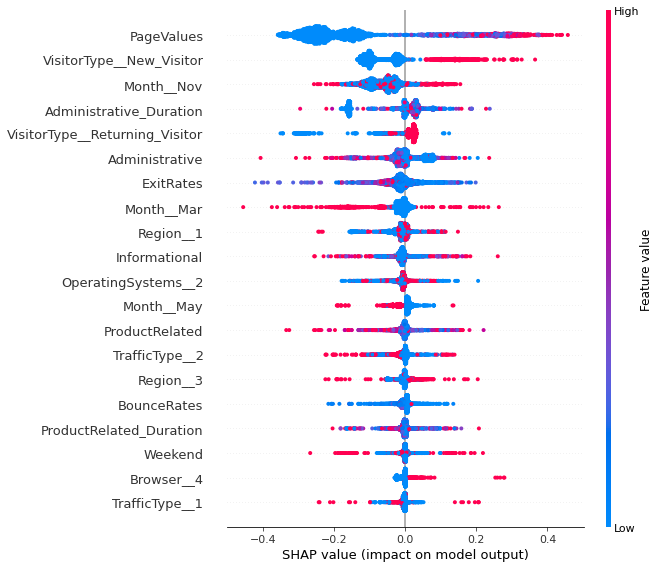 High
PageValues
VisitorType__New_Visitor
Month__Nov
Administrative_Duration
VisitorType__Returning_Visitor
Administrative
ExitRates
Month__Mar
Region__1
Informational
OperatingSystems__2
Month__May
ProductRelated
TrafficType__2
Region__3
BounceRates
ProductRelated_Duration
Weekend
Browser__4
TrafficType__1
Feature value
Low
−0.4 −0.2 0.0 0.2 0.4
SHAP value (impact on model output)